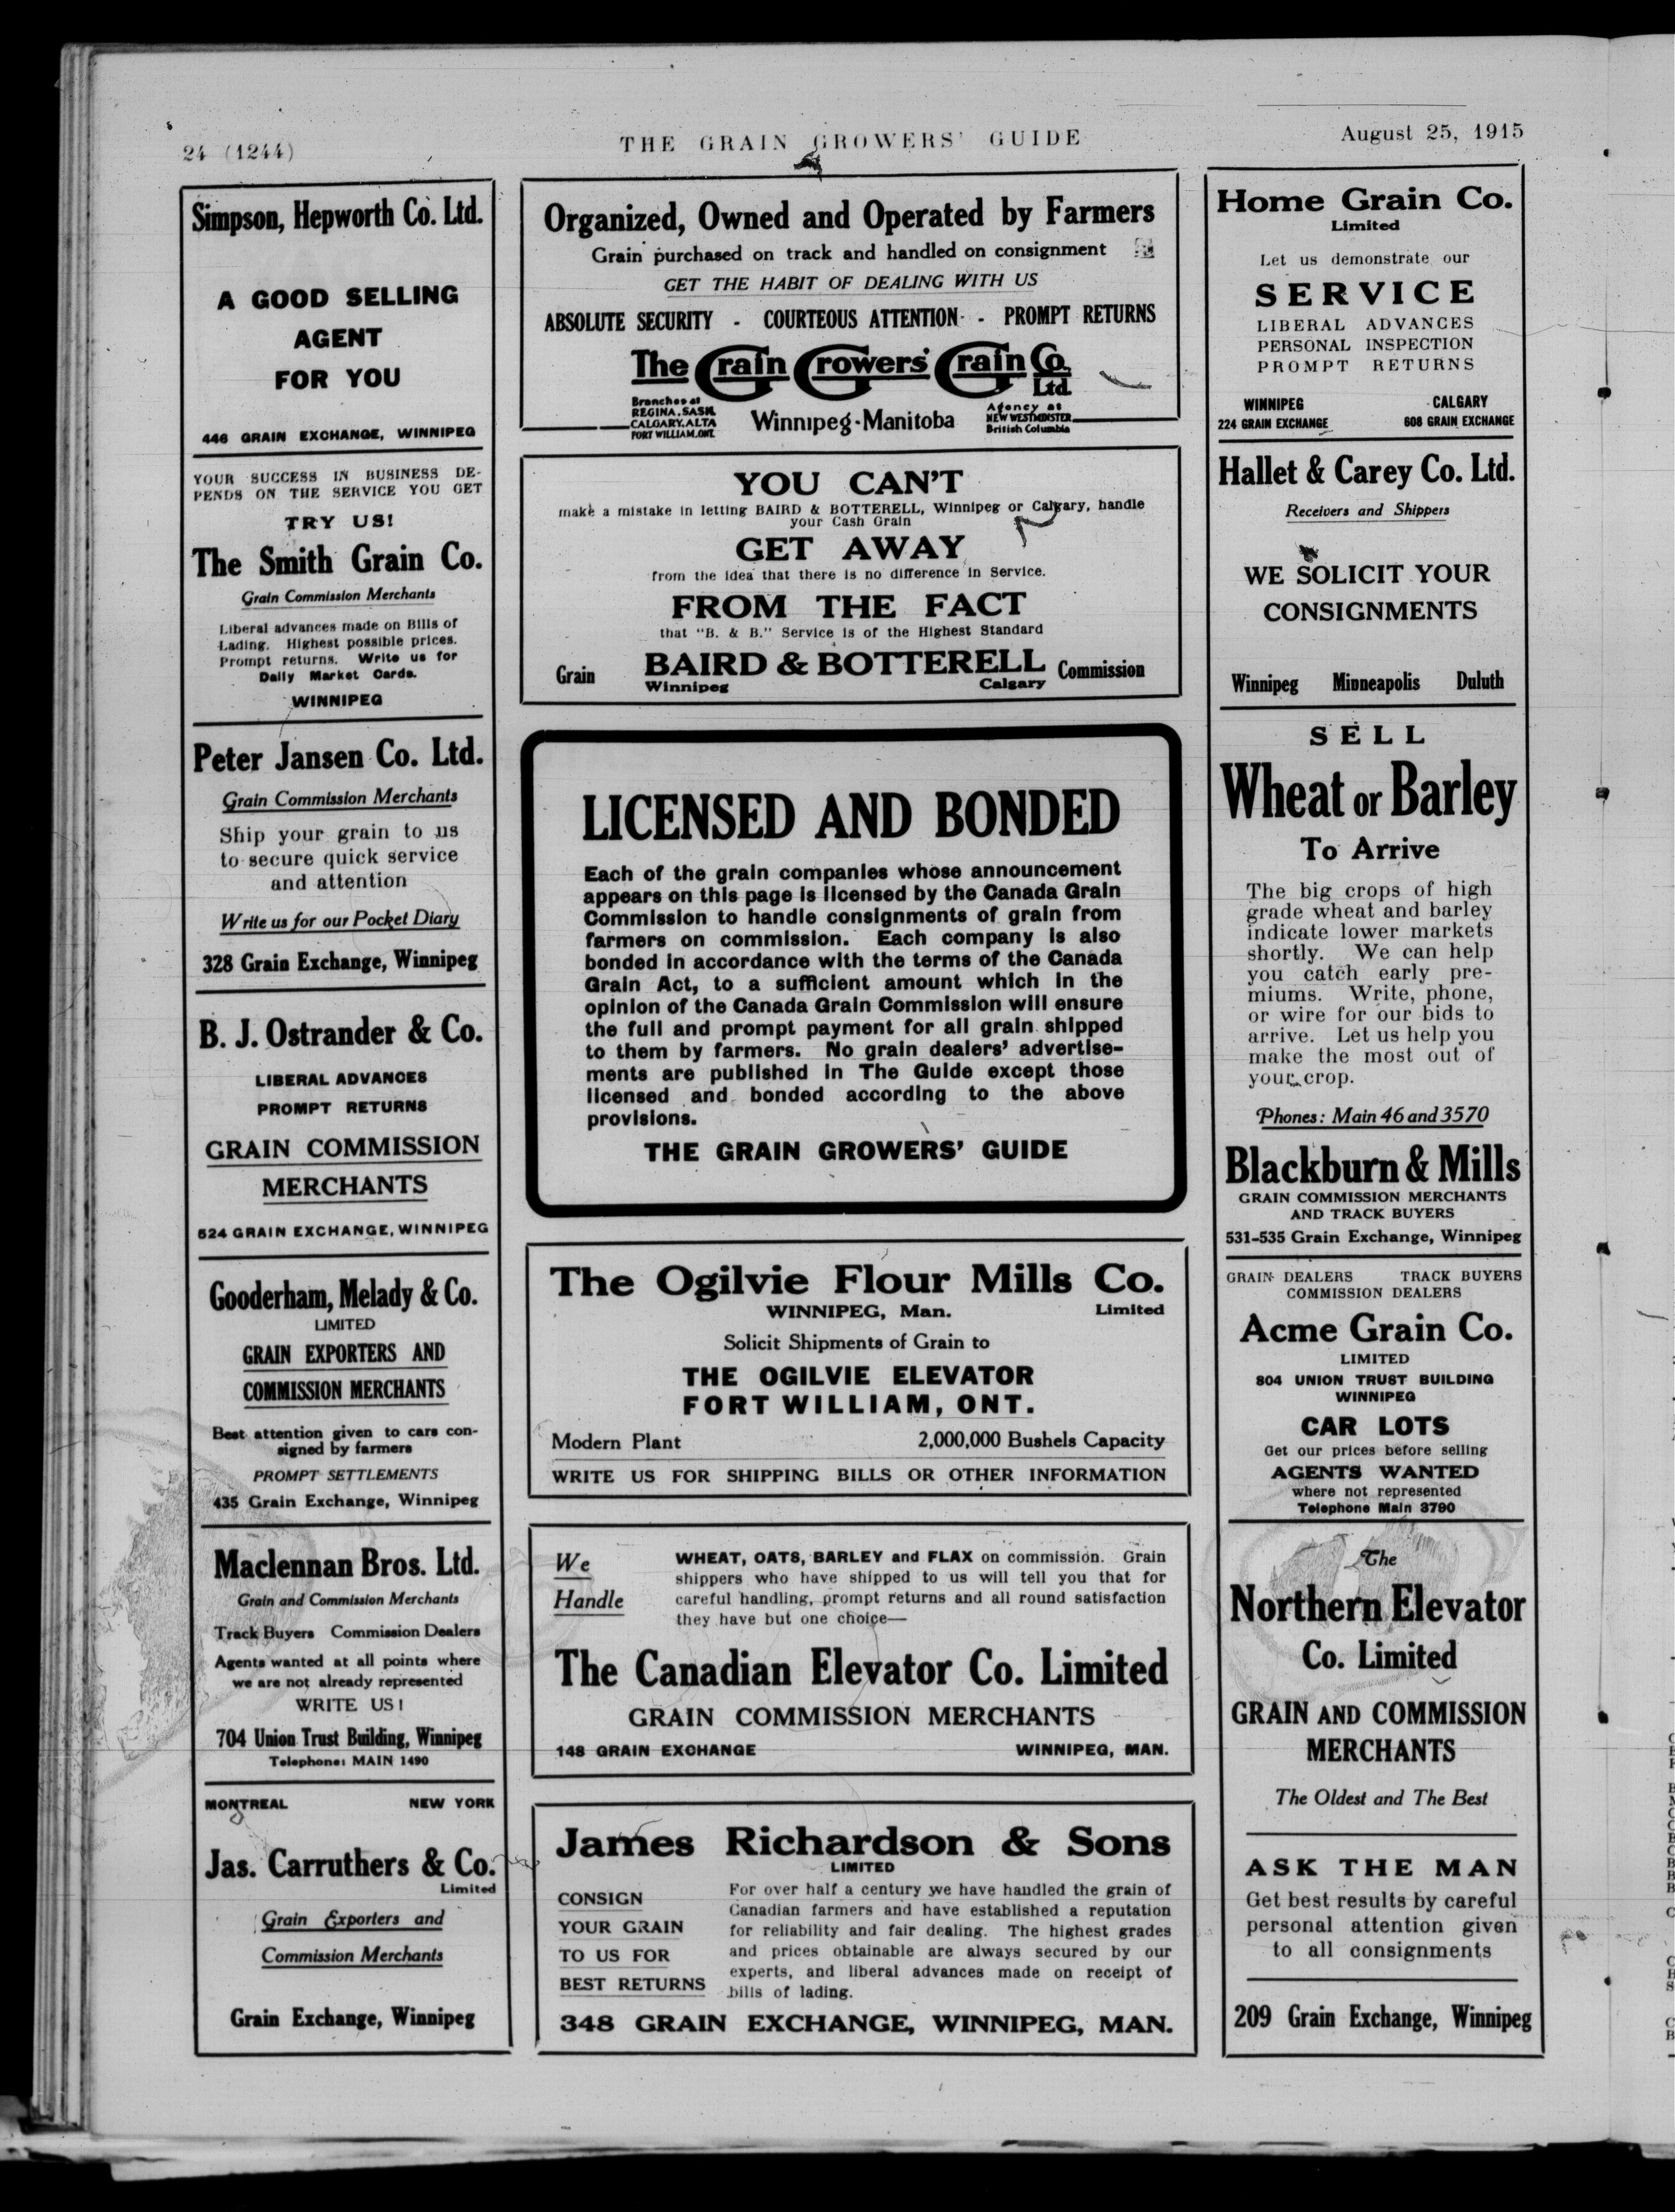 24 (1244)
THE GRAIN GROWERS' GUIDE
August 25, 1915
Simpson, Hepworth Co. Ltd.
A GOOD SELLING
AGENT
FOR YOU
446 GRAIN EXCHANGE, WINNIPEG
YOUR SUCCESS IN BUSINESS DE-
PENDS ON THE SERVICE YOU GET
TRY US!
The Smith Grain Co.
Grain Commission Merchants
Liberal advances made on Bills of
Lading. Highest possible prices.
Prompt returns. Write us for
Daily Market Cards.
WINNIPEG
Peter Jansen Co. Ltd.
Grain Commission Merchants
Ship your grain to us
to secure quick service
and attention
Write us for our Pocket Diary
328 Grain Exchange, Winnipeg
B. J. Ostrander & Co.
LIBERAL ADVANCES
PROMPT RETURNS
GRAIN COMMISSION
MERCHANTS
524 GRAIN EXCHANGE, WINNIPEG
Gooderham, Melady & Co.
LIMITED
GRAIN EXPORTERS AND
COMMISSION MERCHANTS
Best attention given to cars con-
signed by farmers
PROMPT SETTLEMENTS
435 Grain Exchange, Winnipeg
Maclennan Bros. Ltd.
Grain and Commission Merchants
Track Buyers Commission Dealers
Agents wanted at all points where
we are not already represented
WRITE US!
704 Union Trust Building, Winnipeg
Telephone: MAIN 1490
MONTREAL NEW YORK
Jas. Carruthers & Co.
Limited
Grain Exporters and
Commission Merchants
Grain Exchange, Winnipeg
Organized, Owned and Operated by Farmers
Grain purchased on track and handled on consignment
GET THE HABIT OF DEALING WITH US
ABSOLUTE SECURITY - COURTEOUS ATTENTION - PROMPT RETURNS
The Grain Growers' Grain Co.
Ltd.
Branches at
REGINA, SASK.
CALGARY, ALTA
FORT WILLIAM, ONT.
Winnipeg-Manitoba
Agency at
NEW WESTMINSTER
British Columbia
YOU CAN'T
make a mistake in letting BAIRD & BOTTERELL, Winnipeg or Calgary, handle
your Cash Grain
GET AWAY
from the idea that there is no difference in Service.
FROM THE FACT
that "B. & B." Service is of the Highest Standard
Grain BAIRD & BOTTERELL Commission
Winnipeg Calgary
LICENSED AND BONDED
Each of the grain companies whose announcement
appears on this page is licensed by the Canada Grain
Commission to handle consignments of grain from
farmers on commission. Each company is also
bonded in accordance with the terms of the Canada
Grain Act, to a sufficient amount which in the
opinion of the Canada Grain Commission will ensure
the full and prompt payment for all grain shipped
to them by farmers. No grain dealers' advertise-
ments are published in The Guide except those
licensed and bonded according to the above
provisions.
THE GRAIN GROWERS' GUIDE
The Ogilvie Flour Mills Co.
WINNIPEG, Man. Limited
Solicit Shipments of Grain to
THE OGILVIE ELEVATOR
FORT WILLIAM, ONT.
Modern Plant 2,000,000 Bushels Capacity
WRITE US FOR SHIPPING BILLS OR OTHER INFORMATION
We
Handle
WHEAT, OATS, BARLEY and FLAX on commission. Grain
shippers who have shipped to us will tell you that for
careful handling, prompt returns and all round satisfaction
they have but one choice—
The Canadian Elevator Co. Limited
GRAIN COMMISSION MERCHANTS
148 GRAIN EXCHANGE WINNIPEG, MAN.
James Richardson & Sons
LIMITED
CONSIGN
YOUR GRAIN
TO US FOR
BEST RETURNS
For over half a century we have handled the grain of
Canadian farmers and have established a reputation
for reliability and fair dealing. The highest grades
and prices obtainable are always secured by our
experts, and liberal advances made on receipt of
bills of lading.
348 GRAIN EXCHANGE, WINNIPEG, MAN.
Home Grain Co.
Limited
Let us demonstrate our
SERVICE
LIBERAL ADVANCES
PERSONAL INSPECTION
PROMPT RETURNS
WINNIPEG CALGARY
224 GRAIN EXCHANGE 608 GRAIN EXCHANGE
Hallet & Carey Co. Ltd.
Receivers and Shippers
WE SOLICIT YOUR
CONSIGNMENTS
Winnipeg Minneapolis Duluth
SELL
Wheat or Barley
To Arrive
The big crops of high
grade wheat and barley
indicate lower markets
shortly. We can help
you catch early pre-
miums. Write, phone,
or wire for our bids to
arrive. Let us help you
make the most out of
your crop.
Phones: Main 46 and 3570
Blackburn & Mills
GRAIN COMMISSION MERCHANTS
AND TRACK BUYERS
531-535 Grain Exchange, Winnipeg
GRAIN DEALERS TRACK BUYERS
COMMISSION DEALERS
Acme Grain Co.
LIMITED
804 UNION TRUST BUILDING
WINNIPEG
CAR LOTS
Get our prices before selling
AGENTS WANTED
where not represented
Telephone Main 3790
The
Northern Elevator
Co. Limited
GRAIN AND COMMISSION
MERCHANTS
The Oldest and The Best
ASK THE MAN
Get best results by careful
personal attention given
to all consignments
209 Grain Exchange, Winnipeg